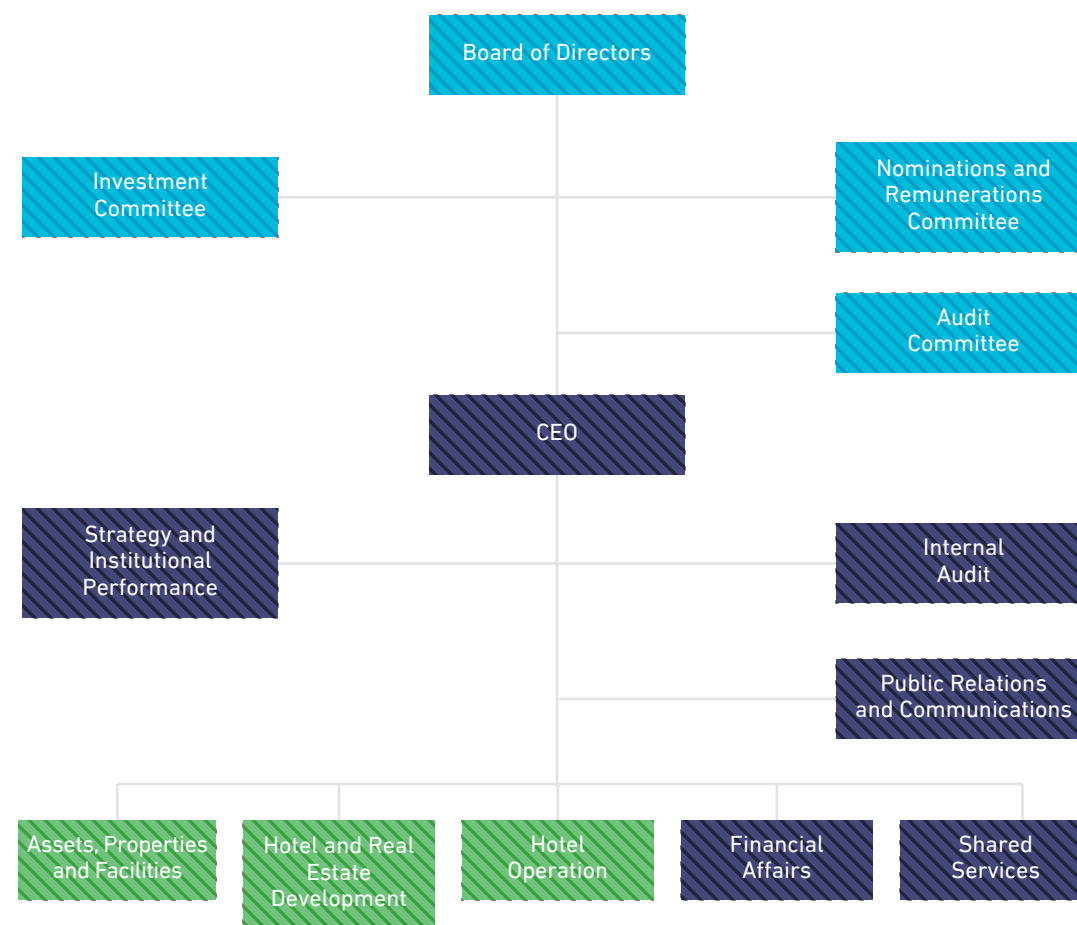 Board of Directors
Investment
Committee
Nominations and
Remunerations
Committee
Audit
Committee
CEO
Strategy and
Institutional
Performance
Internal
Audit
Public Relations
and Communications
Assets, Properties
and Facilities
Hotel and Real
Estate
Development
Hotel
Operation
Financial
Affairs
Shared
Services